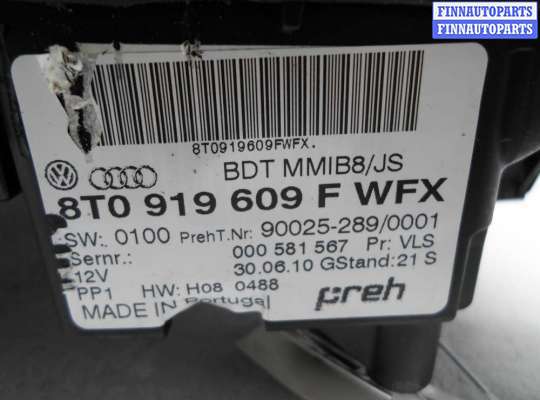 FINNAUTOPARTS
FINNAUTOPARTS
8T0919609FWFX.
BDT MMIB8/JS
8T0 919 609 F WFX
SW: 0100 PrehT.Nr: 90025-289/0001
Sernr.: 000 581 567 Pr: VLS
12V 30.06.10 GStand: 21 S
PP1 HW: H08 0488
MADE IN Portugal
preh